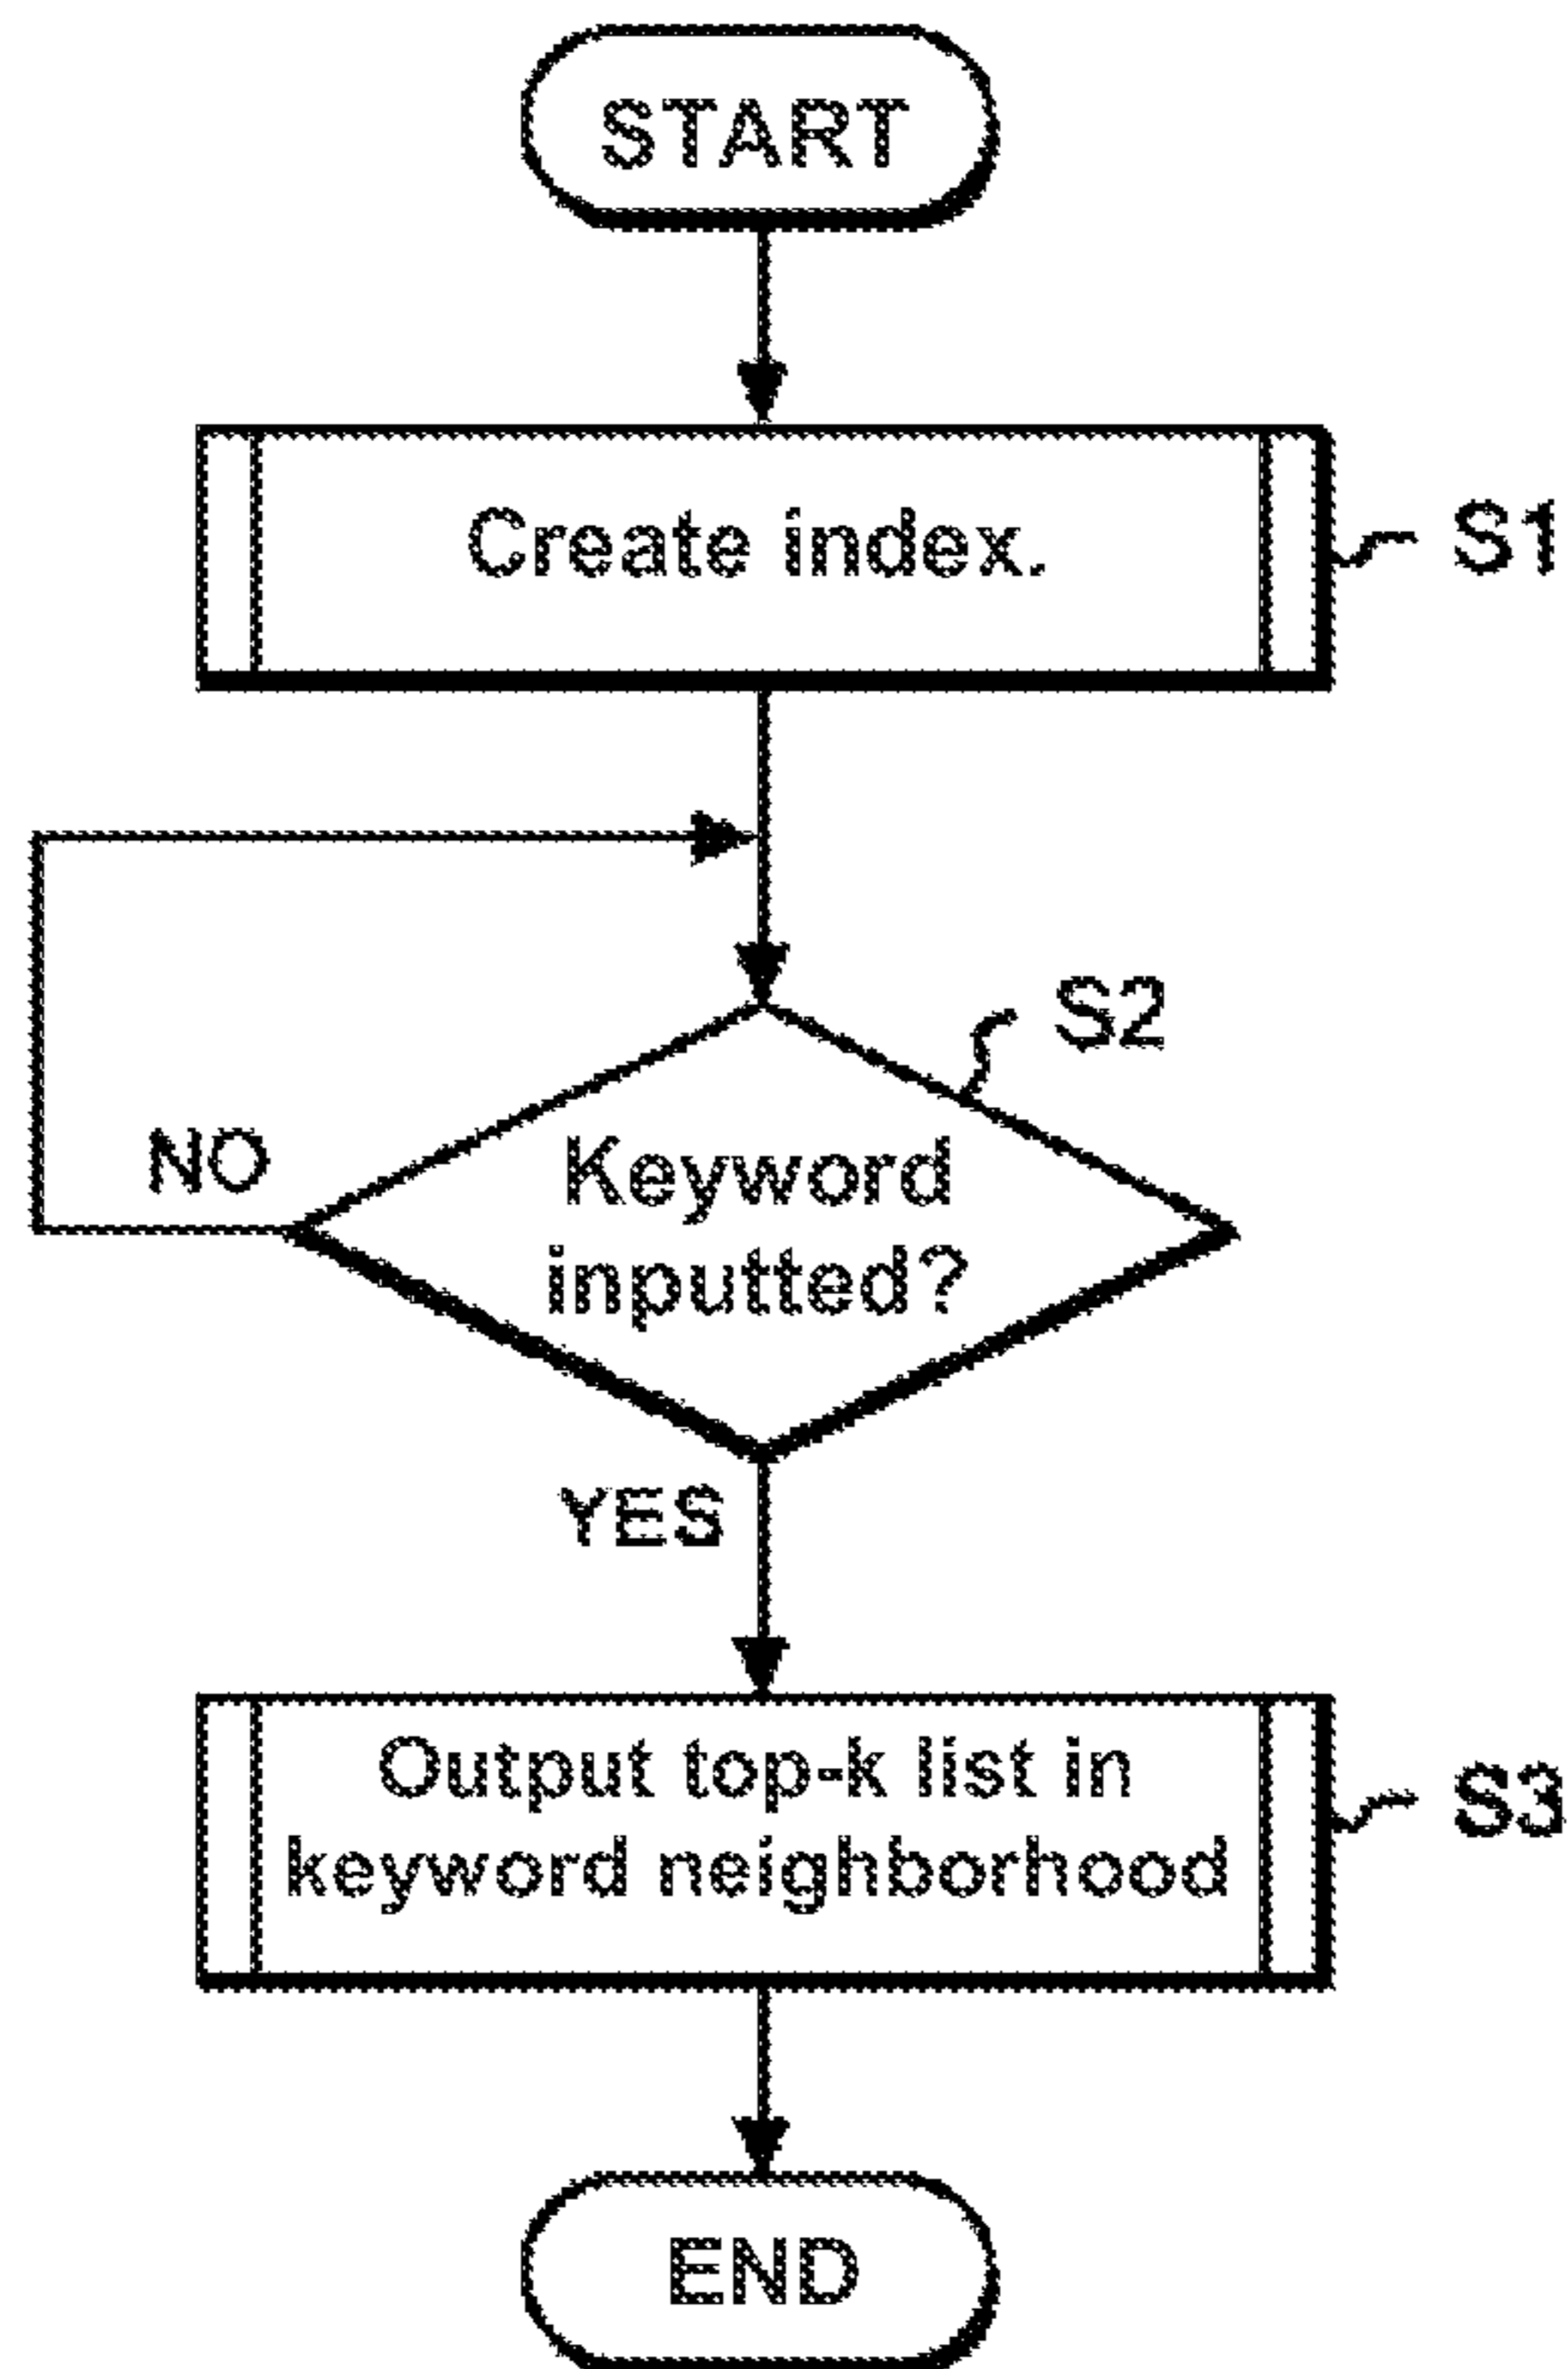 START
Create index.
S1
S2
NO
Keyword
inputted?
YES
Output top-k list in
keyword neighborhood
S3
END